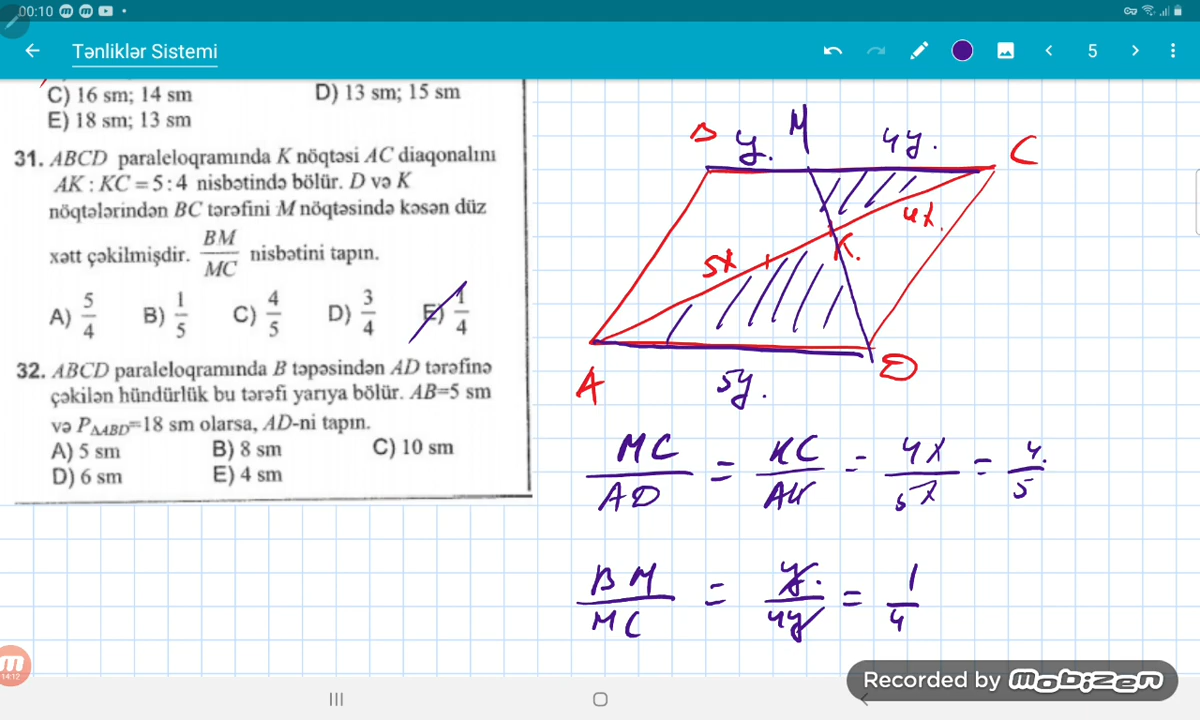 00:10
Tənliklər Sistemi
5
C) 16 sm; 14 sm D) 13 sm; 15 sm
E) 18 sm; 13 sm
31. ABCD paraleloqramında K nöqtəsi AC diaqonalını
AK : KC = 5 : 4 nisbətində bölür. D və K
nöqtələrindən BC tərəfini M nöqtəsində kəsən düz
xətt çəkilmişdir. BM/MC nisbətini tapın.
A) 5/4 B) 1/5 C) 4/5 D) 3/4 E) 1/4
32. ABCD paraleloqramında B təpəsindən AD tərəfinə
çəkilən hündürlük bu tərəfi yarıya bölür. AB=5 sm
və PΔABD=18 sm olarsa, AD-ni tapın.
A) 5 sm B) 8 sm C) 10 sm
D) 6 sm E) 4 sm
B y. M 4y. C
5x K. 4x.
A 5y. D
MC/AD = KC/AK = 4x/5x = 4/5
BM/MC = y/4y = 1/4
14:12
Recorded by mobizen